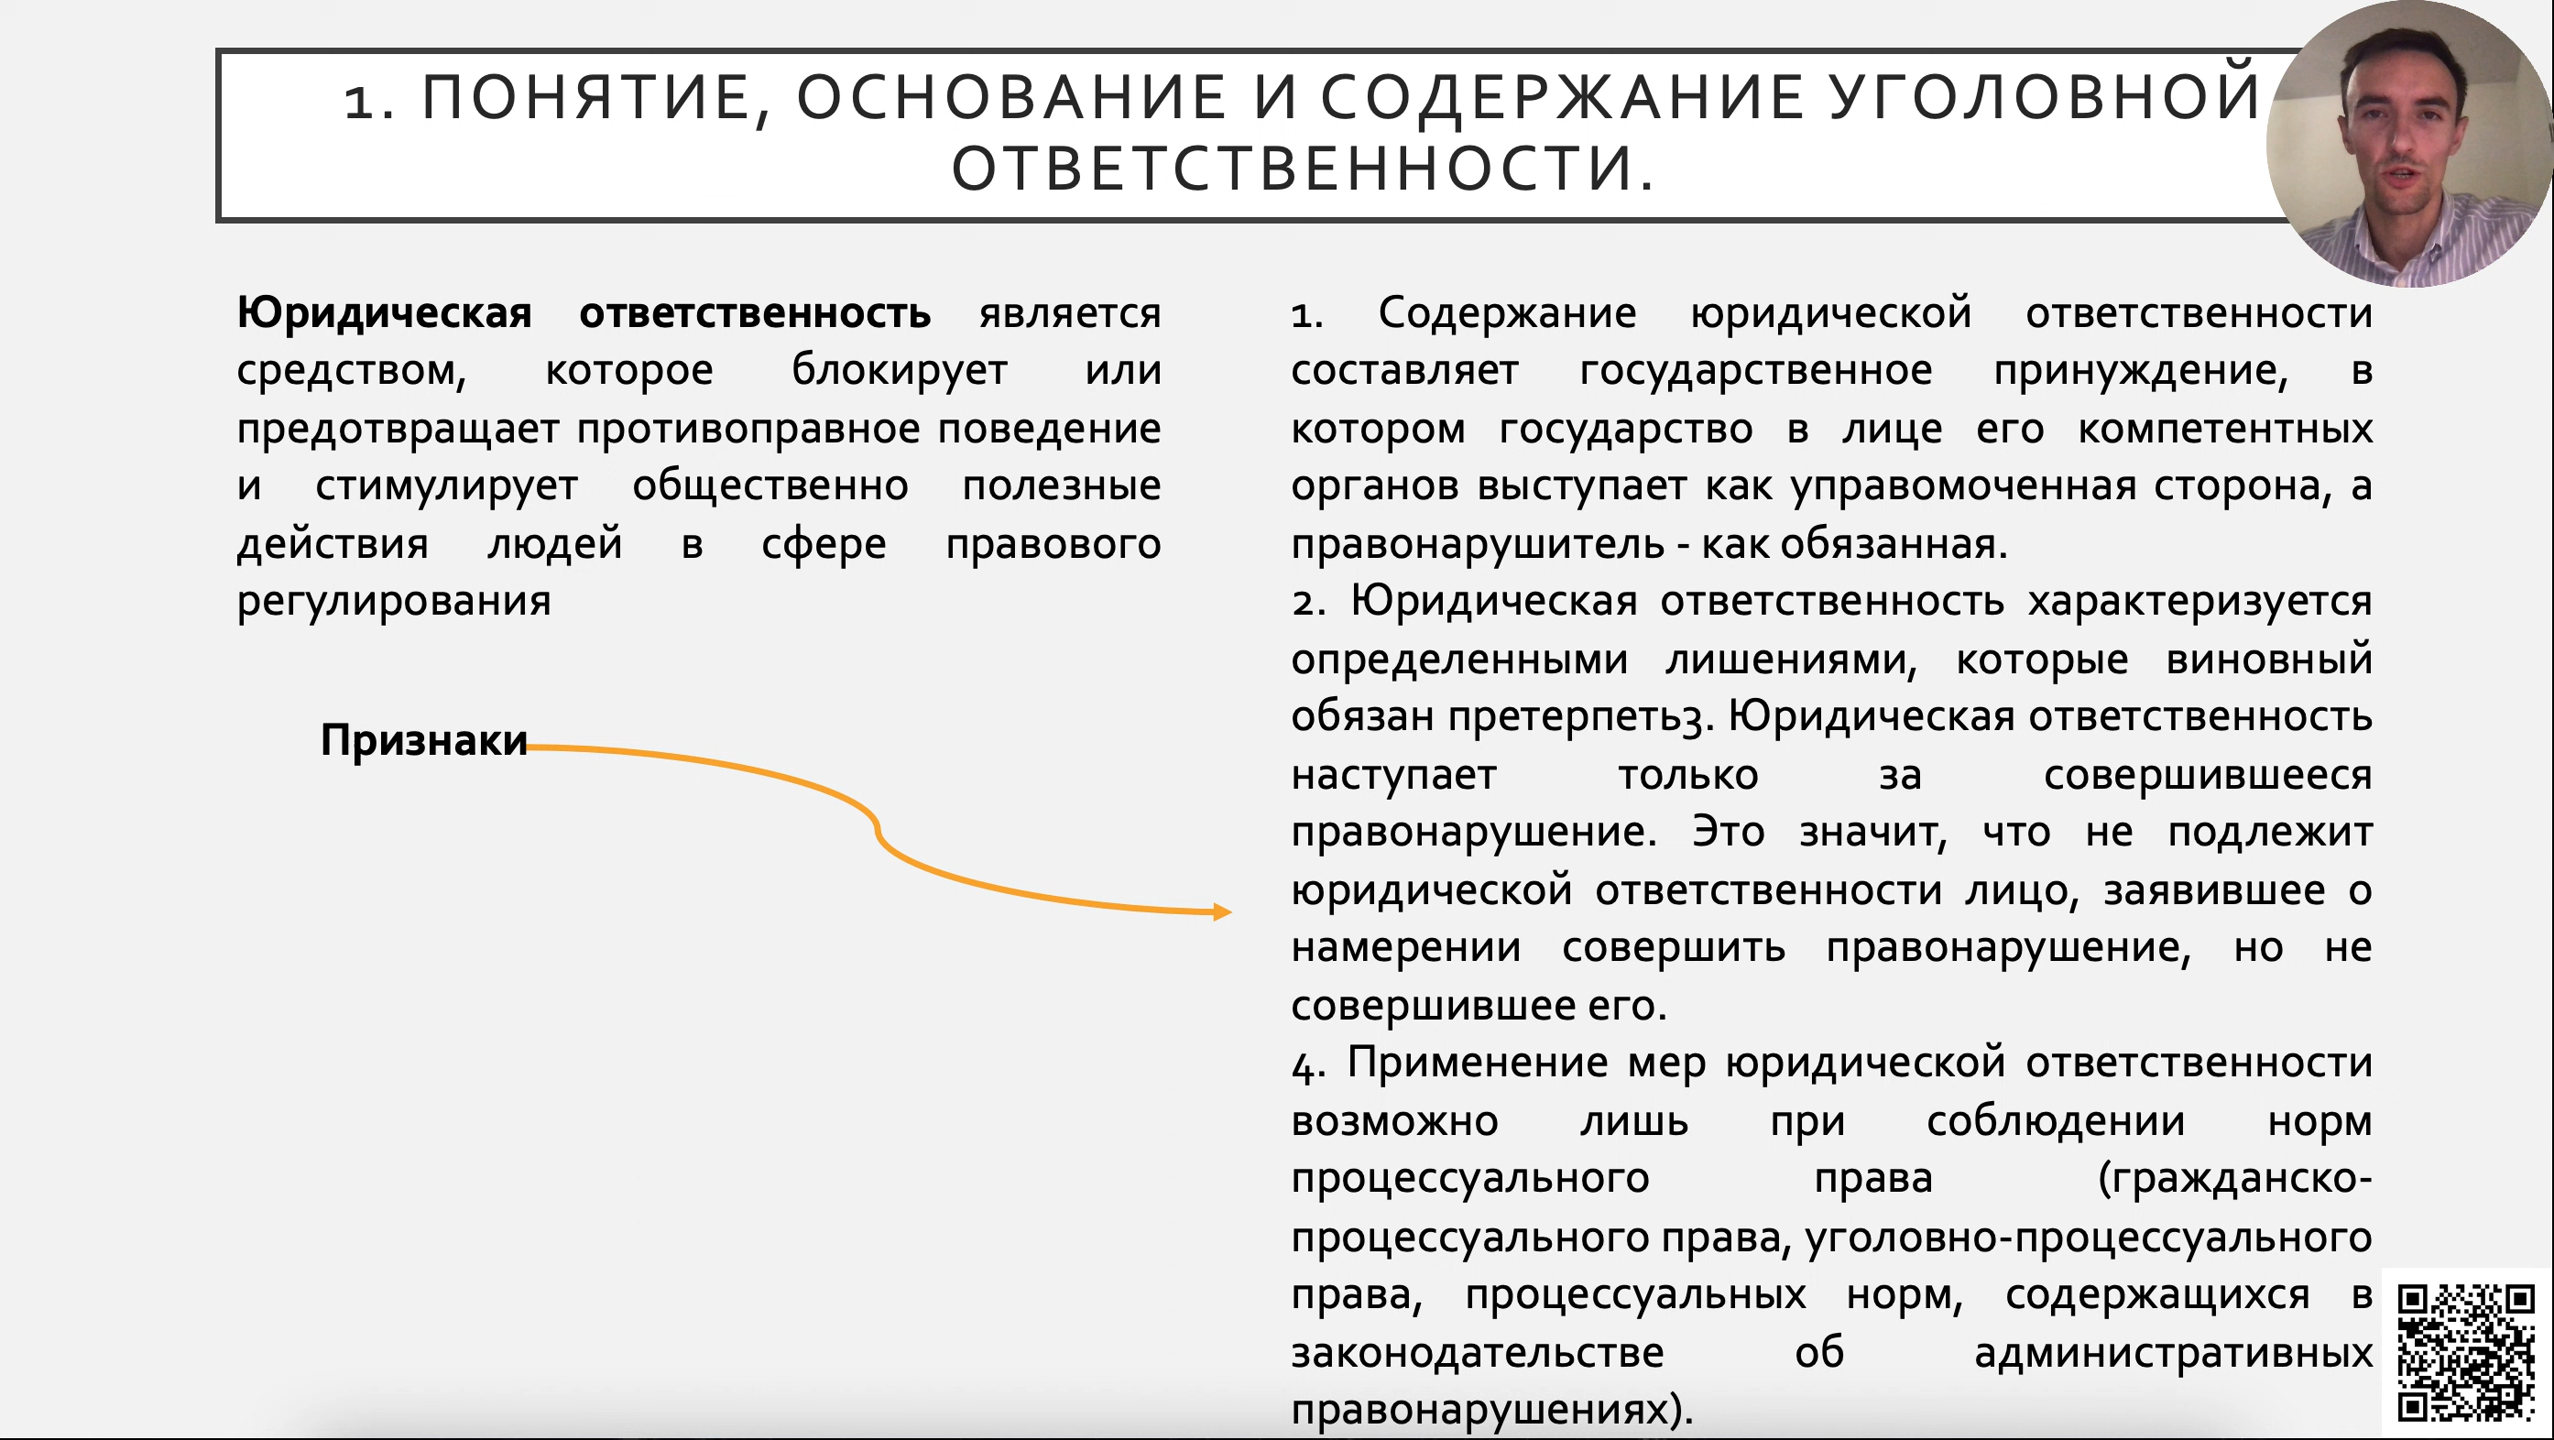 1. ПОНЯТИЕ, ОСНОВАНИЕ И СОДЕРЖАНИЕ УГОЛОВНОЙ
ОТВЕТСТВЕННОСТИ.
Юридическая ответственность является
средством, которое блокирует или
предотвращает противоправное поведение
и стимулирует общественно полезные
действия людей в сфере правового
регулирования
Признаки
1. Содержание юридической ответственности
составляет государственное принуждение, в
котором государство в лице его компетентных
органов выступает как управомоченная сторона, а
правонарушитель - как обязанная.
2. Юридическая ответственность характеризуется
определенными лишениями, которые виновный
обязан претерпеть3. Юридическая ответственность
наступает только за совершившееся
правонарушение. Это значит, что не подлежит
юридической ответственности лицо, заявившее о
намерении совершить правонарушение, но не
совершившее его.
4. Применение мер юридической ответственности
возможно лишь при соблюдении норм
процессуального права (гражданско-
процессуального права, уголовно-процессуального
права, процессуальных норм, содержащихся в
законодательстве об административных
правонарушениях).